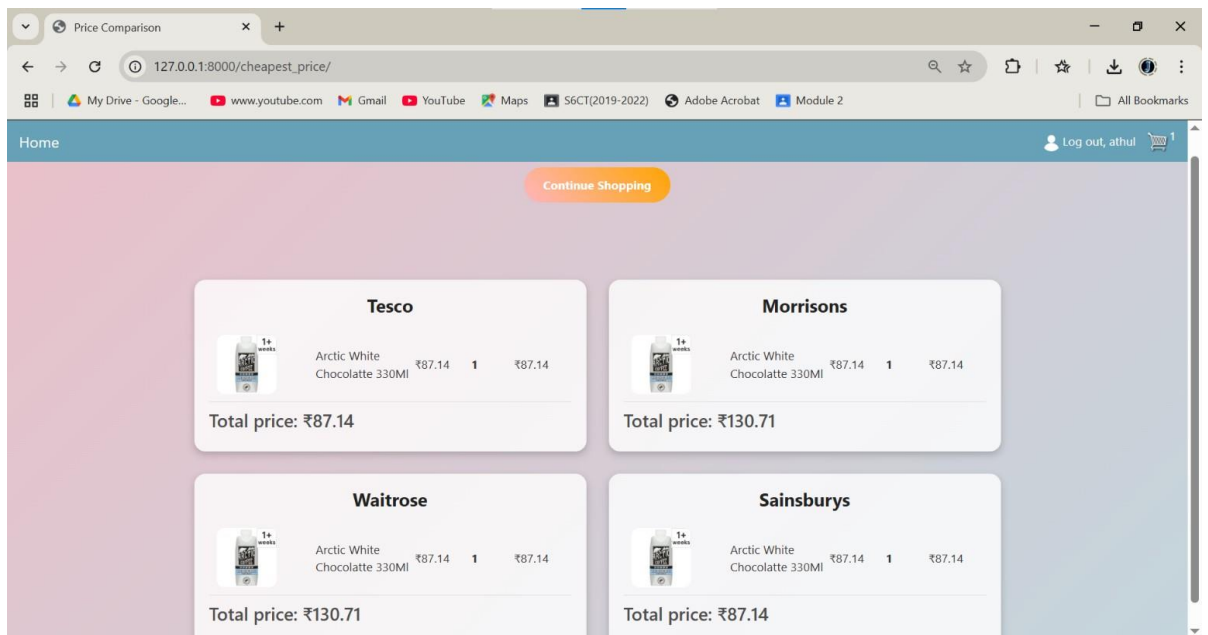 Price Comparison
127.0.0.1:8000/cheapest_price/
My Drive - Google... www.youtube.com Gmail YouTube Maps S6CT(2019-2022) Adobe Acrobat Module 2 All Bookmarks
Home Log out, athul 1
Continue Shopping
Tesco
1+
weeks
Arctic White
Chocolatte 330Ml ₹87.14 1 ₹87.14
Total price: ₹87.14
Morrisons
1+
weeks
Arctic White
Chocolatte 330Ml ₹87.14 1 ₹87.14
Total price: ₹130.71
Waitrose
1+
weeks
Arctic White
Chocolatte 330Ml ₹87.14 1 ₹87.14
Total price: ₹130.71
Sainsburys
1+
weeks
Arctic White
Chocolatte 330Ml ₹87.14 1 ₹87.14
Total price: ₹87.14